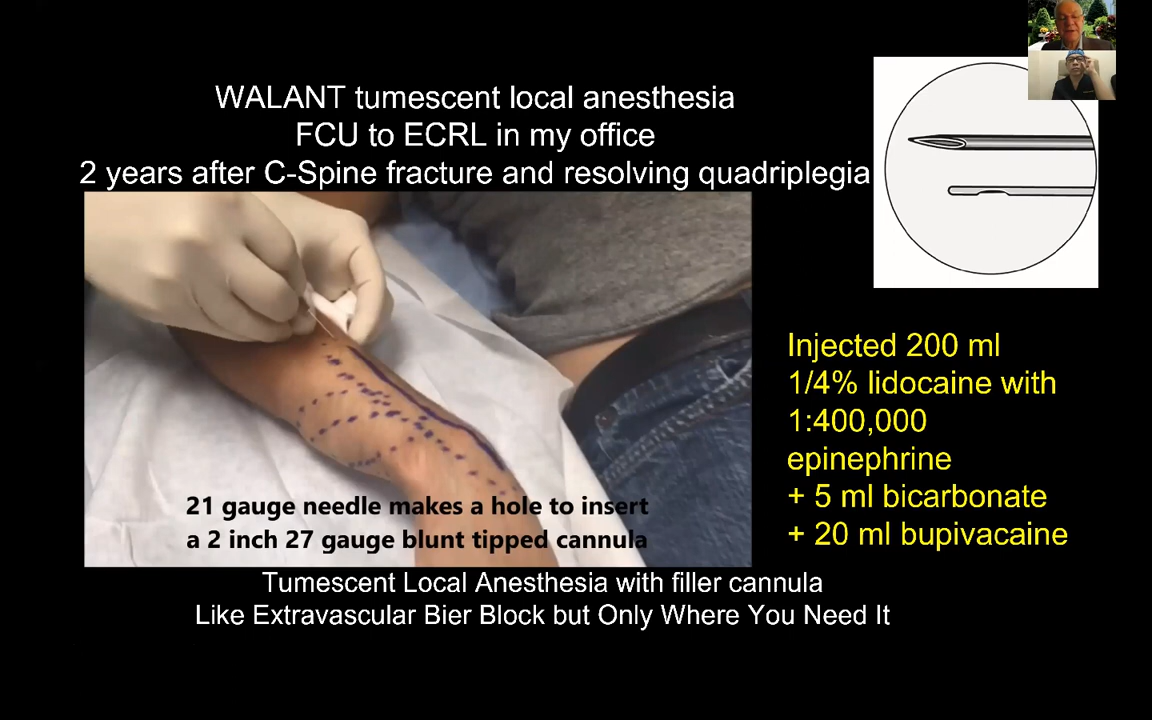 WALANT tumescent local anesthesia
FCU to ECRL in my office
2 years after C-Spine fracture and resolving quadriplegia
21 gauge needle makes a hole to insert
a 2 inch 27 gauge blunt tipped cannula
Injected 200 ml
1/4% lidocaine with
1:400,000
epinephrine
+ 5 ml bicarbonate
+ 20 ml bupivacaine
Tumescent Local Anesthesia with filler cannula
Like Extravascular Bier Block but Only Where You Need It